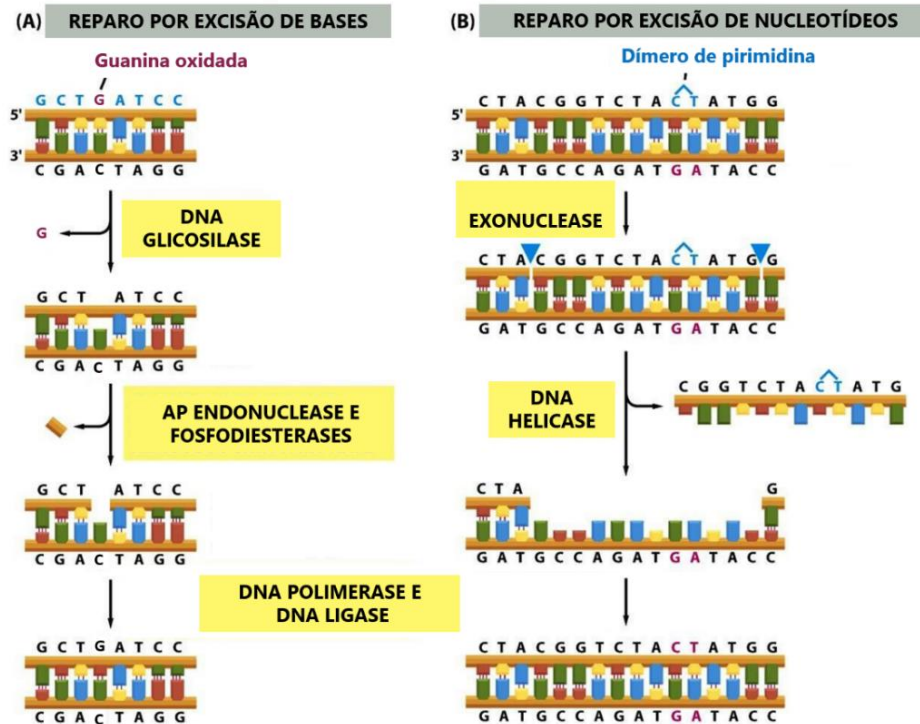 (A) REPARO POR EXCISÃO DE BASES
Guanina oxidada
G C T G A T C C
5'
3'
C G A C T A G G
G
DNA
GLICOSILASE
G C T A T C C
C G A C T A G G
AP ENDONUCLEASE E
FOSFODIESTERASES
G C T A T C C
C G A C T A G G
DNA POLIMERASE E
DNA LIGASE
G C T G A T C C
C G A C T A G G
(B) REPARO POR EXCISÃO DE NUCLEOTÍDEOS
Dímero de pirimidina
C T A C G G T C T A C T A T G G
5'
3'
G A T G C C A G A T G A T A C C
EXONUCLEASE
C T A C G G T C T A C T A T G G
G A T G C C A G A T G A T A C C
DNA
HELICASE
C G G T C T A C T A T G
C T A G
G A T G C C A G A T G A T A C C
C T A C G G T C T A C T A T G G
G A T G C C A G A T G A T A C C